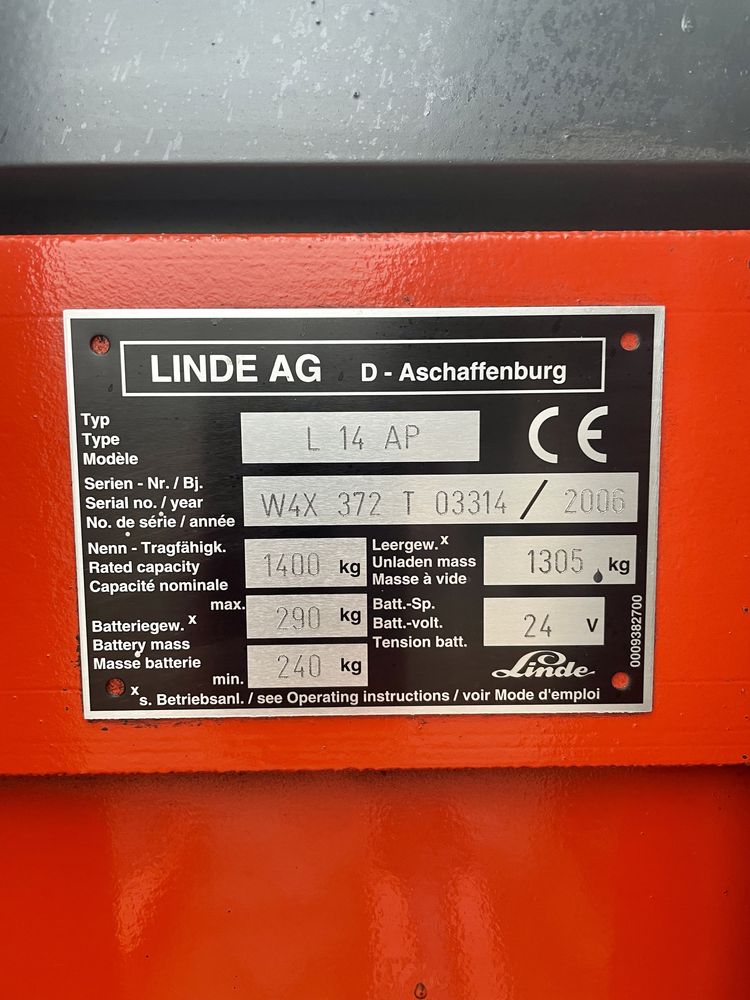 LINDE AG D - Aschaffenburg
Typ
Type
Modèle
L 14 AP
CE
Serien - Nr. / Bj.
Serial no. / year
No. de série / année
W4X 372 T 03314 / 2006
Nenn - Tragfähigk.
Rated capacity
Capacité nominale
1400 kg
Leergew. x
Unladen mass
Masse à vide
1305 kg
max.
Batteriegew. x
Battery mass
Masse batterie
min.
290 kg
240 kg
Batt.-Sp.
Batt.-volt.
Tension batt.
24 V
Linde
0009382700
x s. Betriebsanl. / see Operating instructions / voir Mode d'emploi